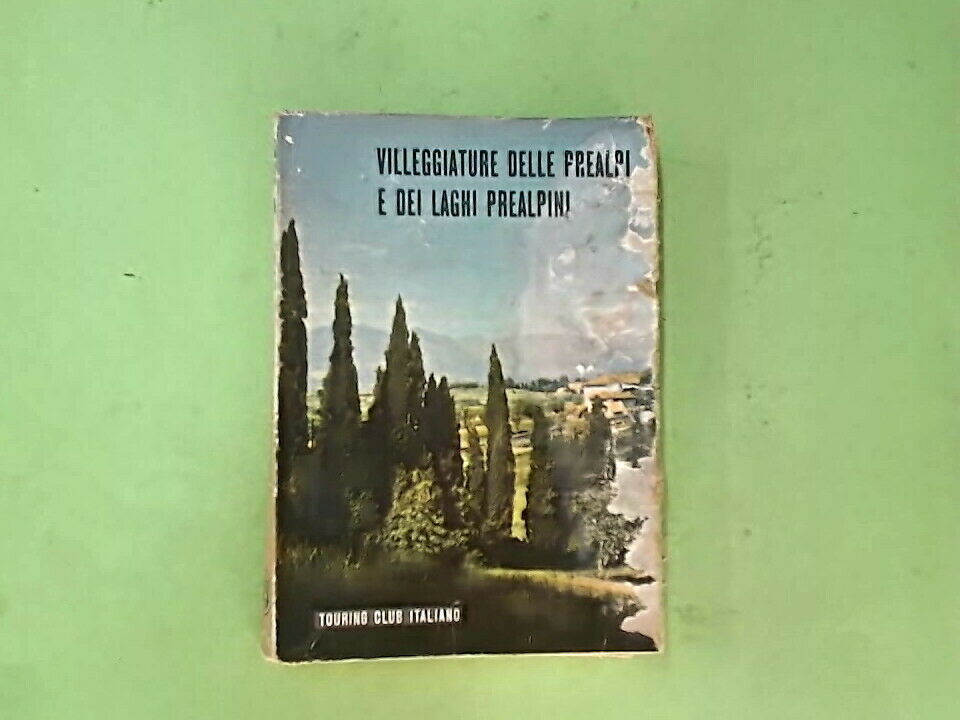 VILLEGGIATURE DELLE PREALPI
E DEI LAGHI PREALPINI
TOURING CLUB ITALIANO